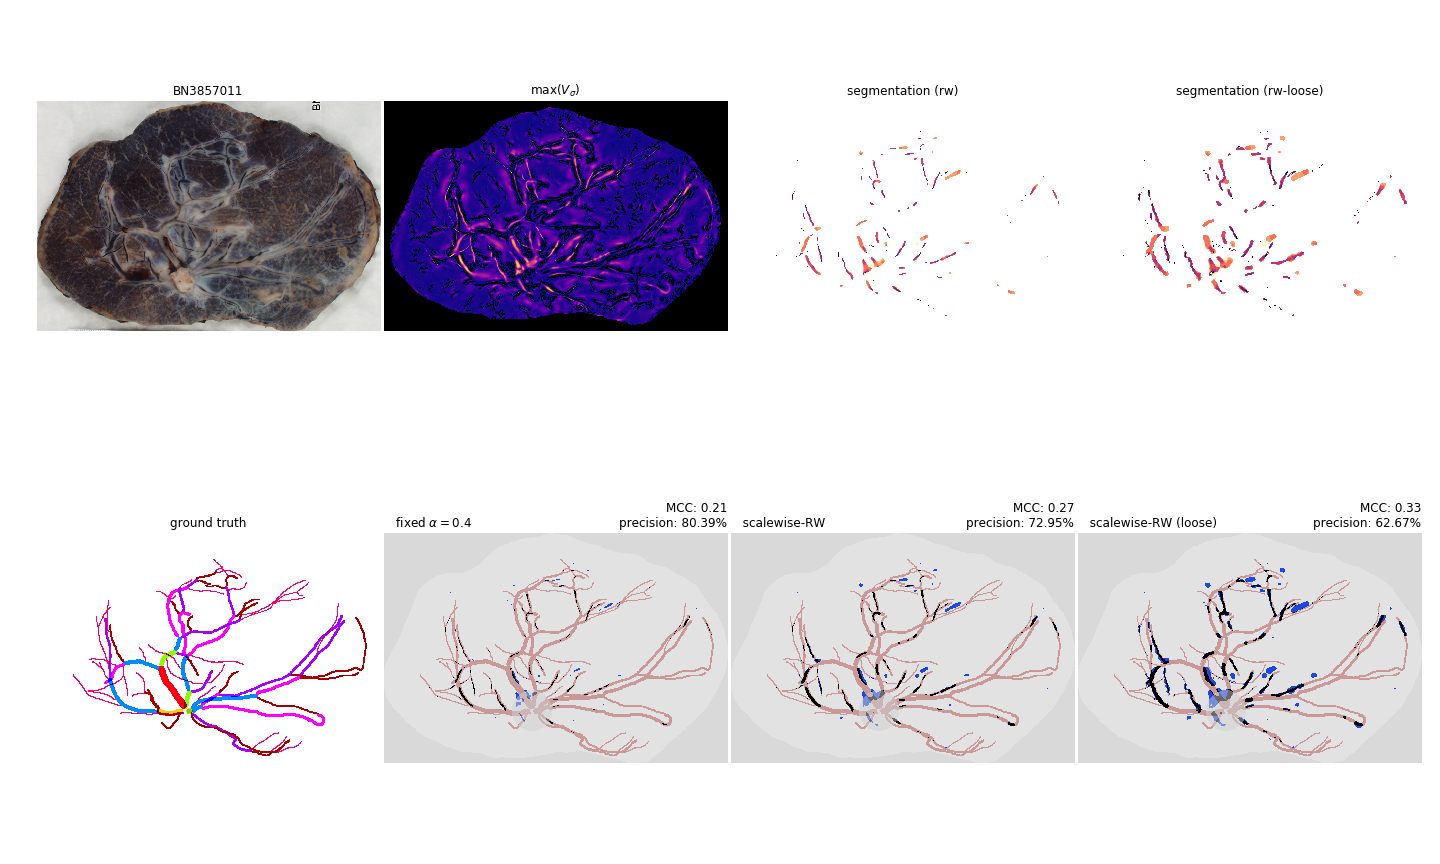 BN3857011
max(V_σ)
segmentation (rw)
segmentation (rw-loose)
ground truth
fixed α = 0.4
MCC: 0.21
precision: 80.39%
scalewise-RW
MCC: 0.27
precision: 72.95%
scalewise-RW (loose)
MCC: 0.33
precision: 62.67%